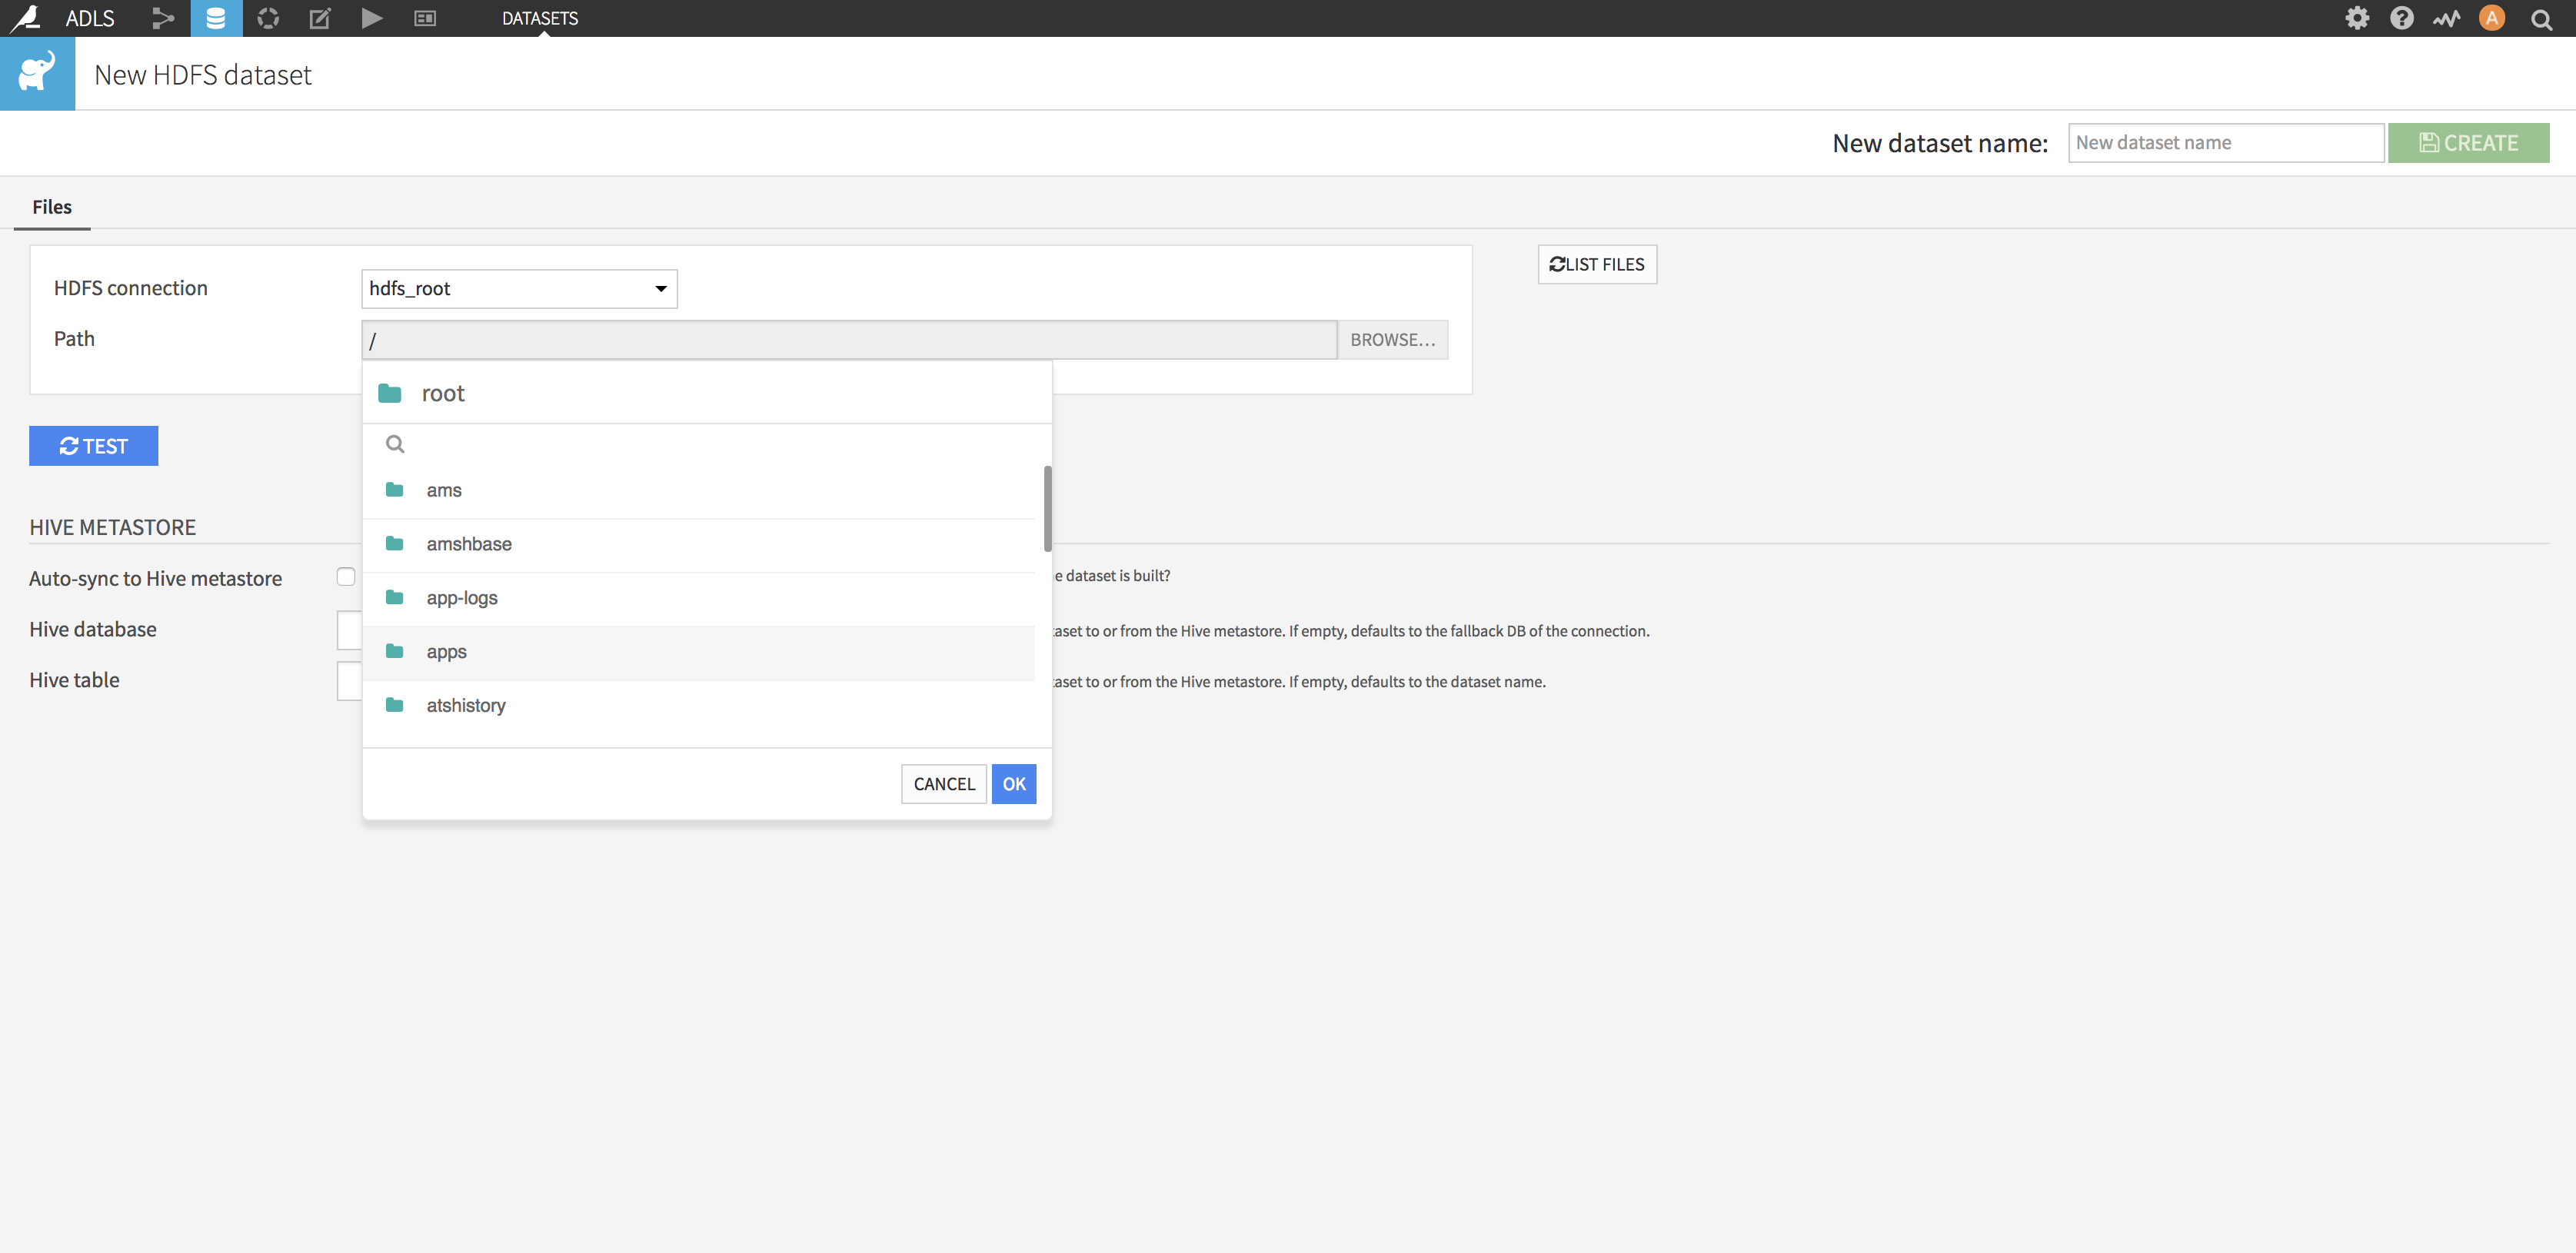 ADLS DATASETS A
New HDFS dataset
New dataset name: New dataset name CREATE
Files
HDFS connection hdfs_root LIST FILES
Path / BROWSE...
root
TEST
ams
HIVE METASTORE
amshbase
Auto-sync to Hive metastore e dataset is built?
app-logs
Hive database aset to or from the Hive metastore. If empty, defaults to the fallback DB of the connection.
apps
Hive table aset to or from the Hive metastore. If empty, defaults to the dataset name.
atshistory
CANCEL OK